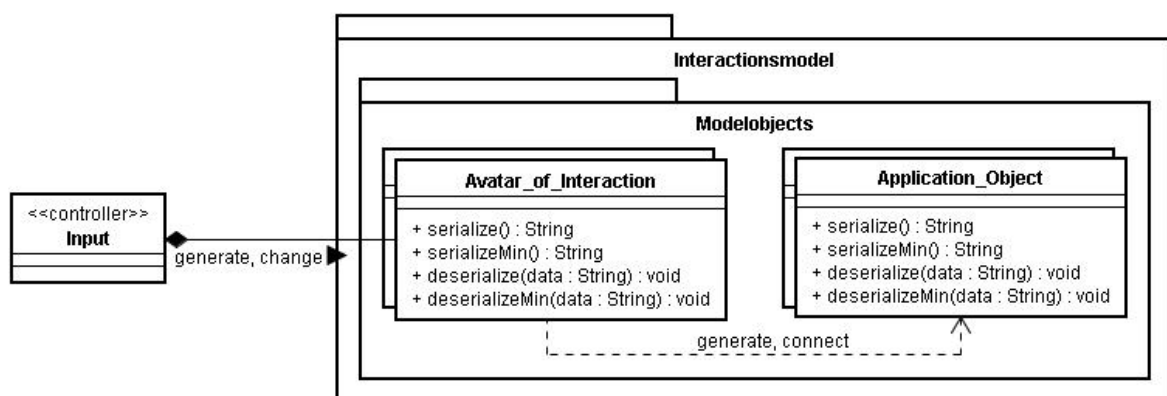 Interactionsmodel
Modelobjects
<<controller>>
Input
generate, change
Avatar_of_Interaction
+ serialize() : String
+ serializeMin() : String
+ deserialize(data : String) : void
+ deserializeMin(data : String) : void
Application_Object
+ serialize() : String
+ serializeMin() : String
+ deserialize(data : String) : void
+ deserializeMin(data : String) : void
generate, connect